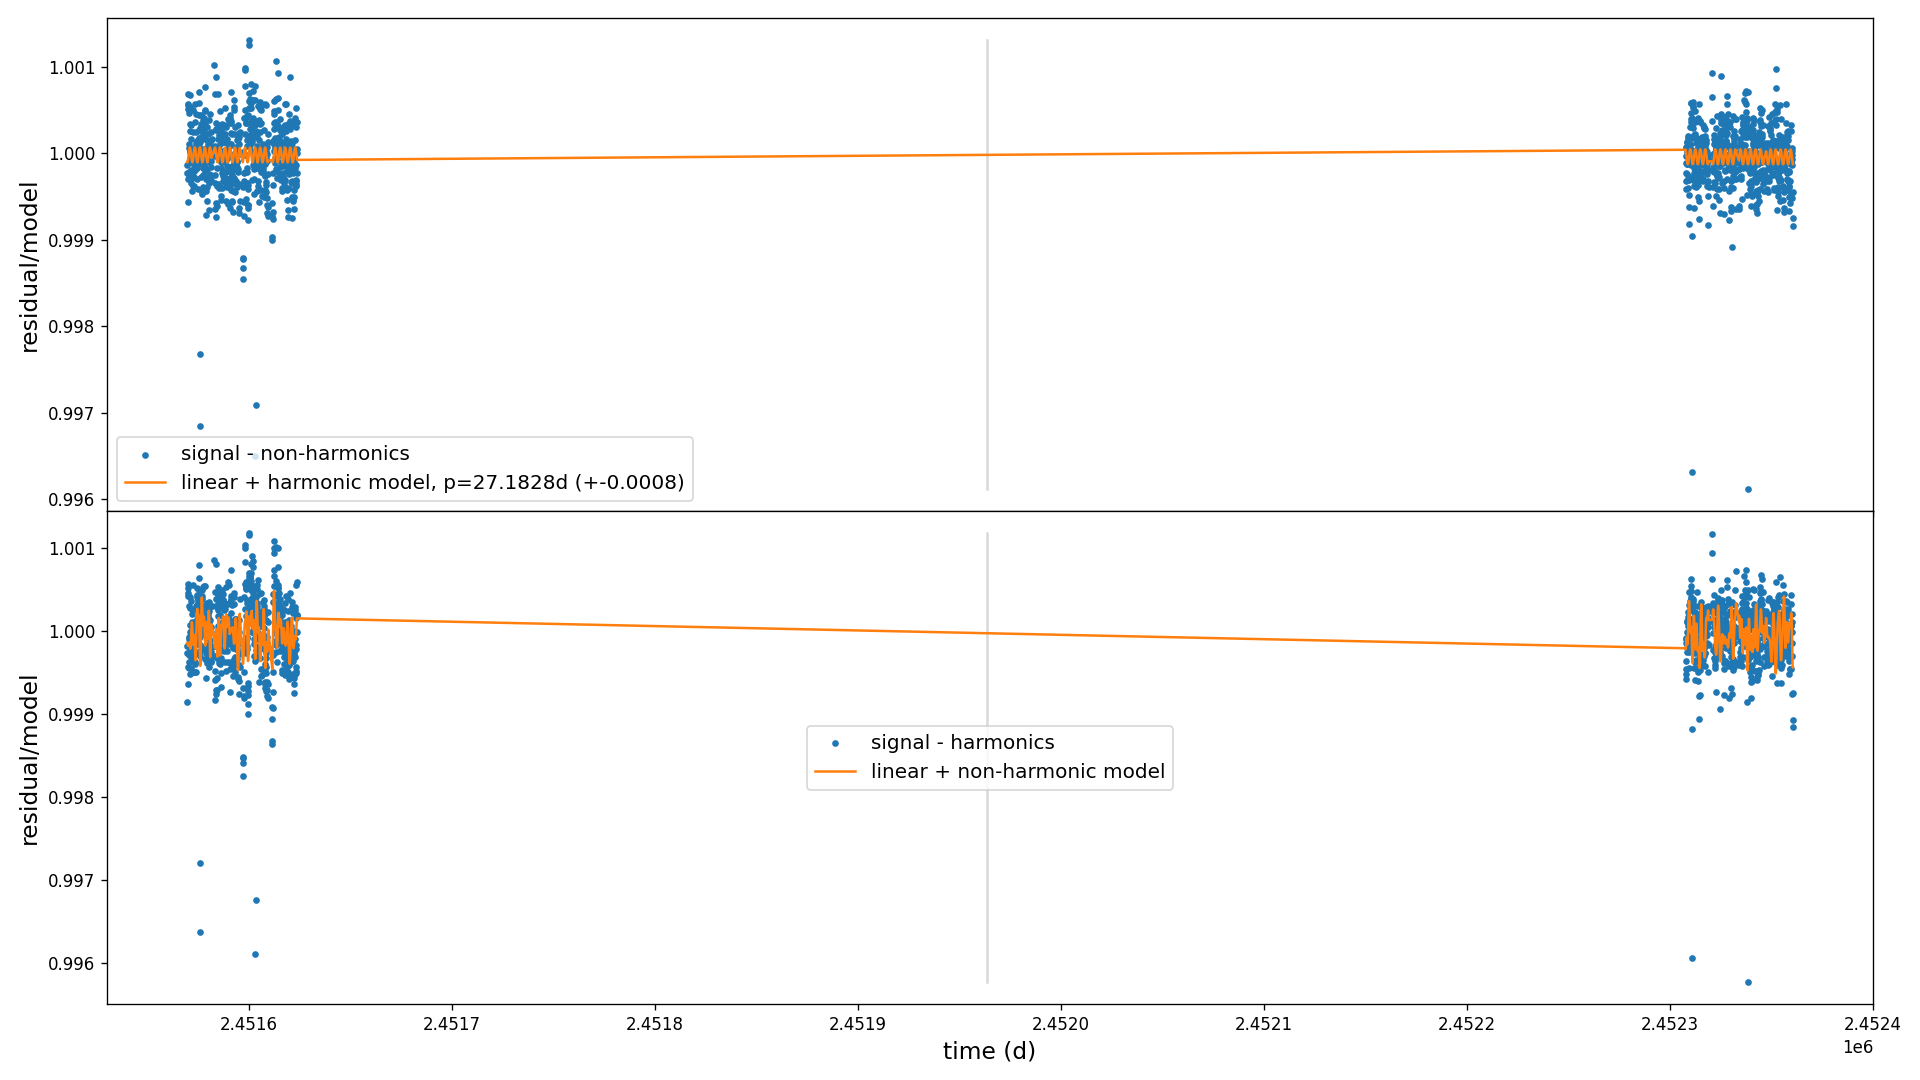 1.001
1.000
0.999
0.998
0.997
0.996
residual/model
signal - non-harmonics
linear + harmonic model, p=27.1828d (+-0.0008)
1.001
1.000
0.999
0.998
0.997
0.996
residual/model
signal - harmonics
linear + non-harmonic model
2.4516 2.4517 2.4518 2.4519 2.4520 2.4521 2.4522 2.4523 2.4524
1e6
time (d)